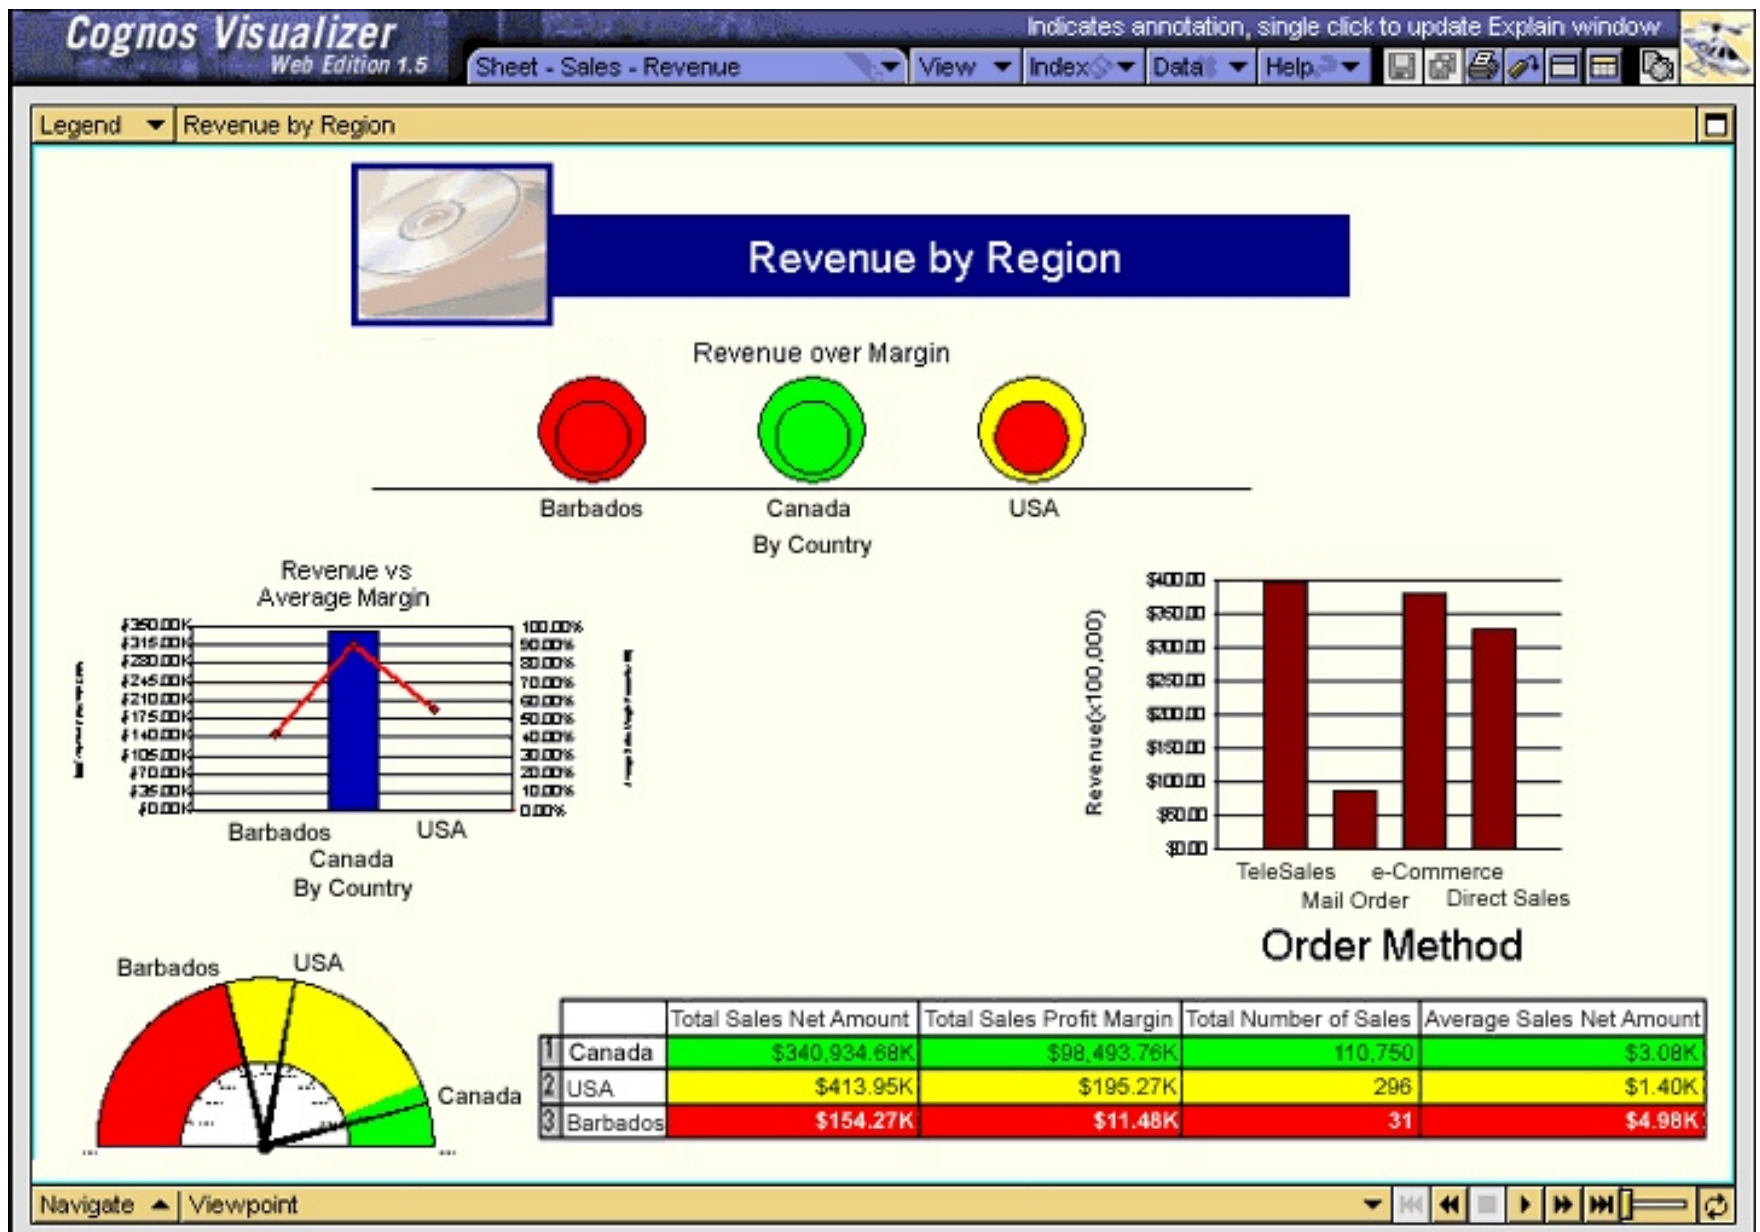 Cognos Visualizer
Web Edition 1.5
Indicates annotation, single click to update Explain window
Sheet - Sales - Revenue
View
Index
Data
Help
Legend
Revenue by Region
Revenue by Region
Revenue over Margin
Barbados
Canada
USA
By Country
Revenue vs
Average Margin
$350.00K
$315.00K
$280.00K
$245.00K
$210.00K
$175.00K
$140.00K
$105.00K
$70.00K
$35.00K
$0.00K
100.00%
90.00%
80.00%
70.00%
60.00%
50.00%
40.00%
30.00%
20.00%
10.00%
0.00%
Barbados
USA
Canada
By Country
Revenue(x100,000)
$400.00
$350.00
$300.00
$250.00
$200.00
$150.00
$100.00
$50.00
$0.00
TeleSales
e-Commerce
Mail Order
Direct Sales
Order Method
Barbados
USA
Canada
Total Sales Net Amount Total Sales Profit Margin Total Number of Sales Average Sales Net Amount
1 Canada $340,934.68K $98,493.76K 110,750 $3.08K
2 USA $413.95K $195.27K 296 $1.40K
3 Barbados $154.27K $11.48K 31 $4.98K
Navigate
Viewpoint